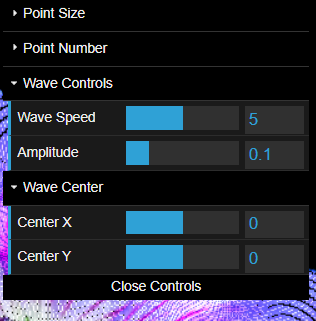 Point Size
Point Number
Wave Controls
Wave Speed 5
Amplitude 0.1
Wave Center
Center X 0
Center Y 0
Close Controls